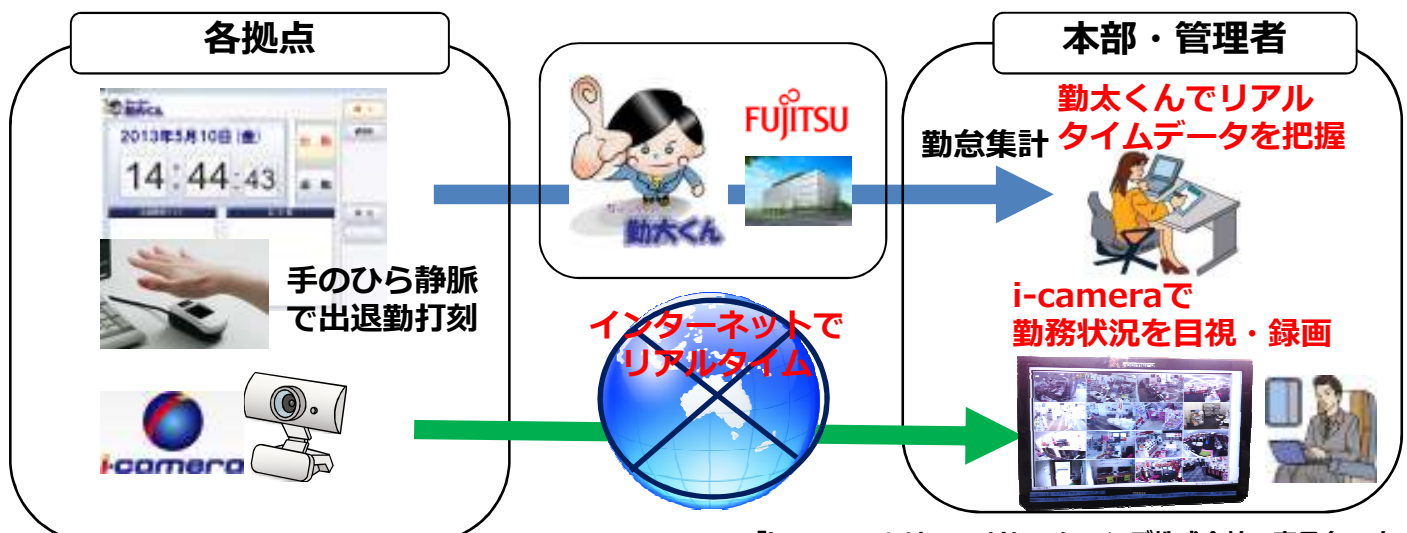 各拠点
本部・管理者
2013年5月10日(金)
14:44:43
手のひら静脈
で出退勤打刻
i-camera
勤太くん
FUJITSU
勤怠集計
勤太くんでリアル
タイムデータを把握
インターネットで
リアルタイム
i-cameraで
勤務状況を目視・録画